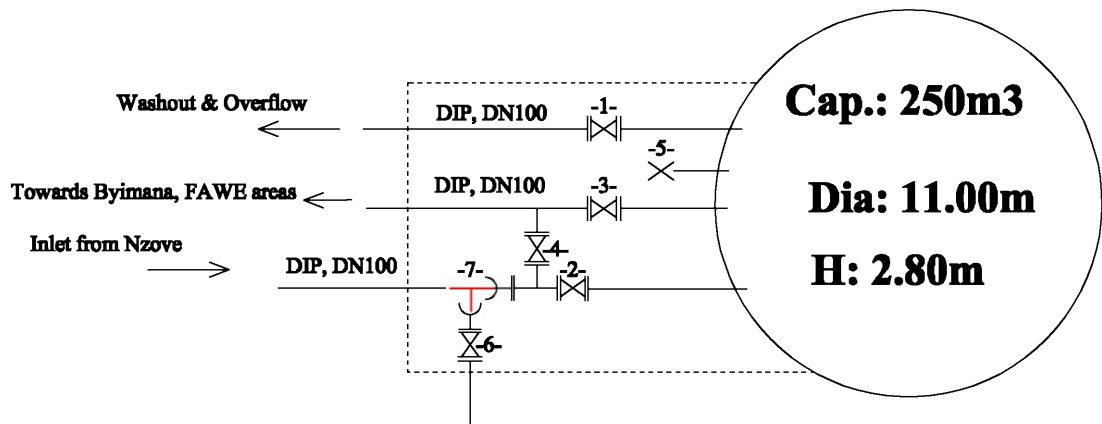 Washout & Overflow
DIP, DN100
-1-
Cap.: 250m3
-5-
Towards Byimana, FAWE areas
DIP, DN100
-3-
Dia: 11.00m
Inlet from Nzove
-4-
DIP, DN100
-7-
-2-
H: 2.80m
-6-